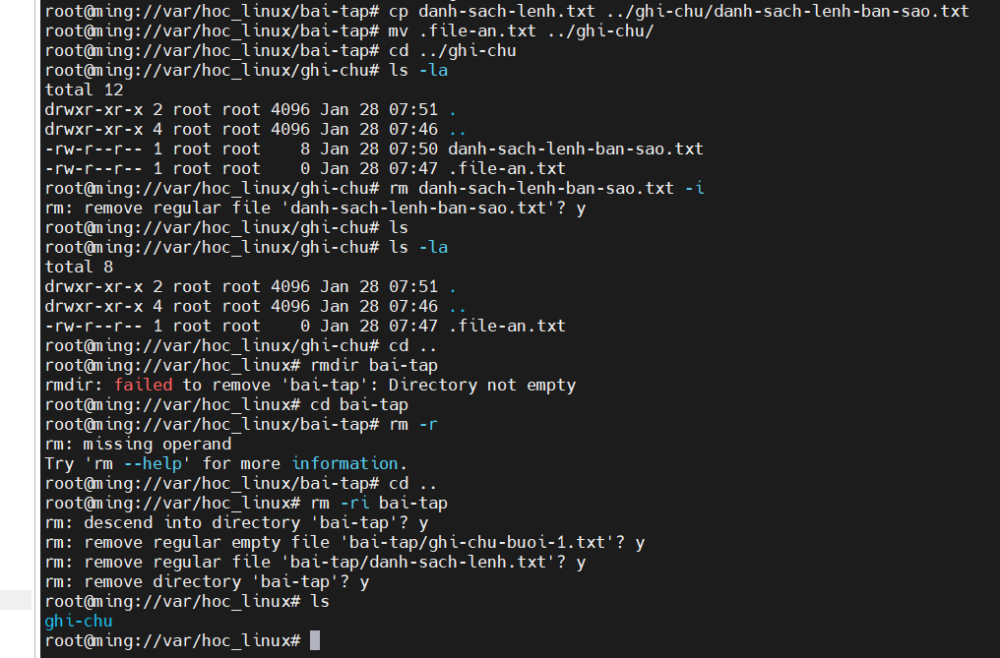 root@ming://var/hoc_linux/bai-tap# cp danh-sach-lenh.txt ../ghi-chu/danh-sach-lenh-ban-sao.txt
root@ming://var/hoc_linux/bai-tap# mv .file-an.txt ../ghi-chu/
root@ming://var/hoc_linux/bai-tap# cd ../ghi-chu
root@ming://var/hoc_linux/ghi-chu# ls -la
total 12
drwxr-xr-x 2 root root 4096 Jan 28 07:51 .
drwxr-xr-x 4 root root 4096 Jan 28 07:46 ..
-rw-r--r-- 1 root root    8 Jan 28 07:50 danh-sach-lenh-ban-sao.txt
-rw-r--r-- 1 root root    0 Jan 28 07:47 .file-an.txt
root@ming://var/hoc_linux/ghi-chu# rm danh-sach-lenh-ban-sao.txt -i
rm: remove regular file 'danh-sach-lenh-ban-sao.txt'? y
root@ming://var/hoc_linux/ghi-chu# ls
root@ming://var/hoc_linux/ghi-chu# ls -la
total 8
drwxr-xr-x 2 root root 4096 Jan 28 07:51 .
drwxr-xr-x 4 root root 4096 Jan 28 07:46 ..
-rw-r--r-- 1 root root    0 Jan 28 07:47 .file-an.txt
root@ming://var/hoc_linux/ghi-chu# cd ..
root@ming://var/hoc_linux# rmdir bai-tap
rmdir: failed to remove 'bai-tap': Directory not empty
root@ming://var/hoc_linux# cd bai-tap
root@ming://var/hoc_linux/bai-tap# rm -r
rm: missing operand
Try 'rm --help' for more information.
root@ming://var/hoc_linux/bai-tap# cd ..
root@ming://var/hoc_linux# rm -ri bai-tap
rm: descend into directory 'bai-tap'? y
rm: remove regular empty file 'bai-tap/ghi-chu-buoi-1.txt'? y
rm: remove regular file 'bai-tap/danh-sach-lenh.txt'? y
rm: remove directory 'bai-tap'? y
root@ming://var/hoc_linux# ls
ghi-chu
root@ming://var/hoc_linux#